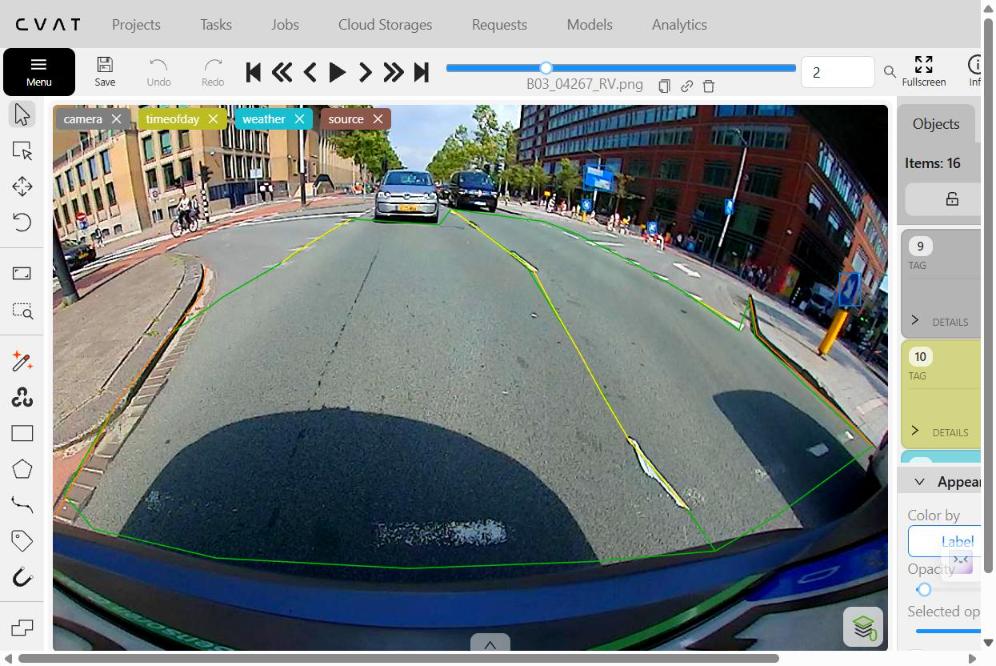 CVAT
Projects
Tasks
Jobs
Cloud Storages
Requests
Models
Analytics
Menu
Save
Undo
Redo
B03_04267_RV.png
2
Fullscreen
Inf
camera
timeofday
weather
source
Objects
Items: 16
9
TAG
DETAILS
10
TAG
DETAILS
Appear
Color by
Label
Opacity
Selected op